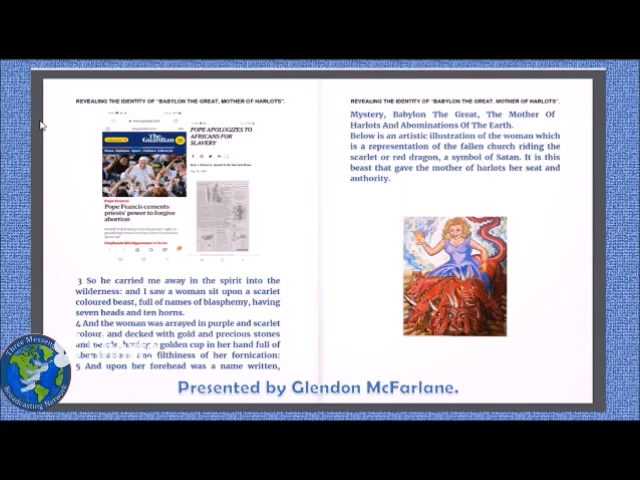 REVEALING THE IDENTITY OF "BABYLON THE GREAT, MOTHER OF HARLOTS".
The
Guardian
Pope Francis
Pope Francis cements
priests' power to forgive
abortion
POPE APOLOGIZES TO
AFRICANS FOR
SLAVERY
3 So he carried me away in the spirit into the
wilderness: and I saw a woman sit upon a scarlet
coloured beast, full of names of blasphemy, having
seven heads and ten horns.
4 And the woman was arrayed in purple and scarlet
colour, and decked with gold and precious stones
and pearls, having a golden cup in her hand full of
abominations and filthiness of her fornication:
5 And upon her forehead was a name written,
REVEALING THE IDENTITY OF "BABYLON THE GREAT, MOTHER OF HARLOTS".
Mystery, Babylon The Great, The Mother Of
Harlots And Abominations Of The Earth.
Below is an artistic illustration of the woman which
is a representation of the fallen church riding the
scarlet or red dragon, a symbol of Satan. It is this
beast that gave the mother of harlots her seat and
authority.
Three Messengers
Broadcasting Network
Presented by Glendon McFarlane.